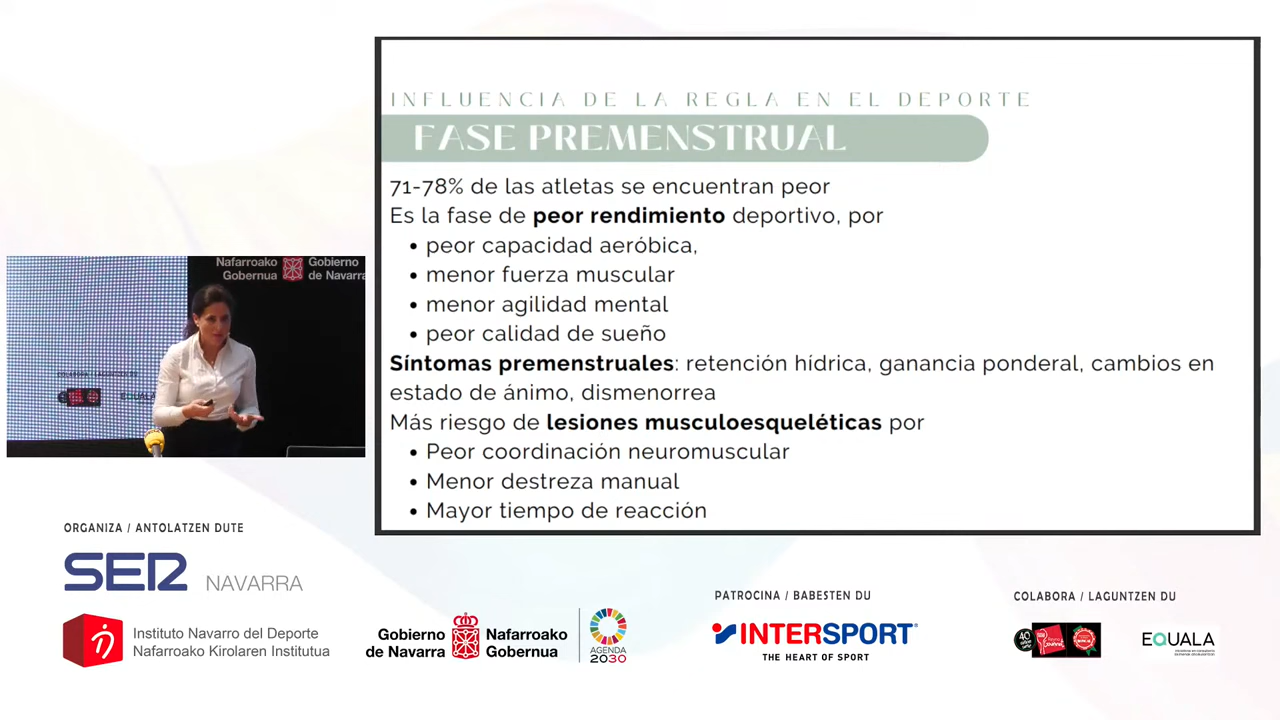 INFLUENCIA DE LA REGLA EN EL DEPORTE
FASE PREMENSTRUAL
71-78% de las atletas se encuentran peor
Es la fase de peor rendimiento deportivo, por
• peor capacidad aeróbica,
• menor fuerza muscular
• menor agilidad mental
• peor calidad de sueño
Síntomas premenstruales: retención hídrica, ganancia ponderal, cambios en
estado de ánimo, dismenorrea
Más riesgo de lesiones musculoesqueléticas por
• Peor coordinación neuromuscular
• Menor destreza manual
• Mayor tiempo de reacción
Nafarroako Gobierno
Gobernua de Navarra
ORGANIZA / ANTOLATZEN DUTE
SER NAVARRA
Instituto Navarro del Deporte
Nafarroako Kirolaren Institutua
Gobierno Nafarroako
de Navarra Gobernua
AGENDA
2030
PATROCINA / BABESTEN DU
INTERSPORT
THE HEART OF SPORT
COLABORA / LAGUNTZEN DU
40
EQUALA